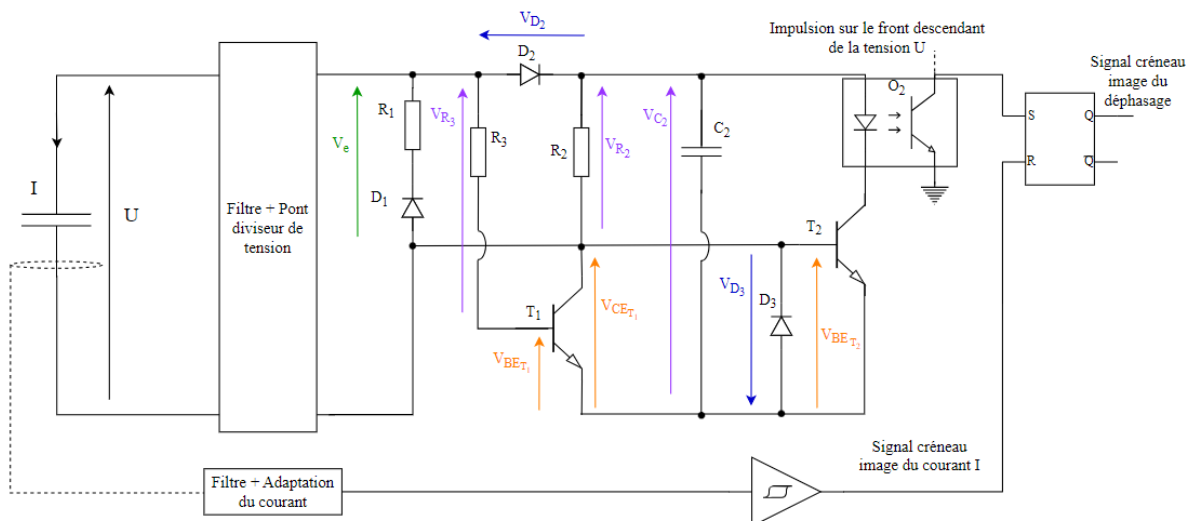 Impulsion sur le front descendant
de la tension U
V_D₂
D₂
O₂
Signal créneau
image du
déphasage
R₁
V_R₃
R₃
V_e
R₂
V_R₂
V_C₂
C₂
S
Q
R
Q̅
I
U
Filtre + Pont
diviseur de
tension
D₁
T₂
T₁
V_CE_T₁
V_D₃
D₃
V_BE_T₁
V_BE_T₂
Filtre + Adaptation
du courant
Signal créneau
image du courant I